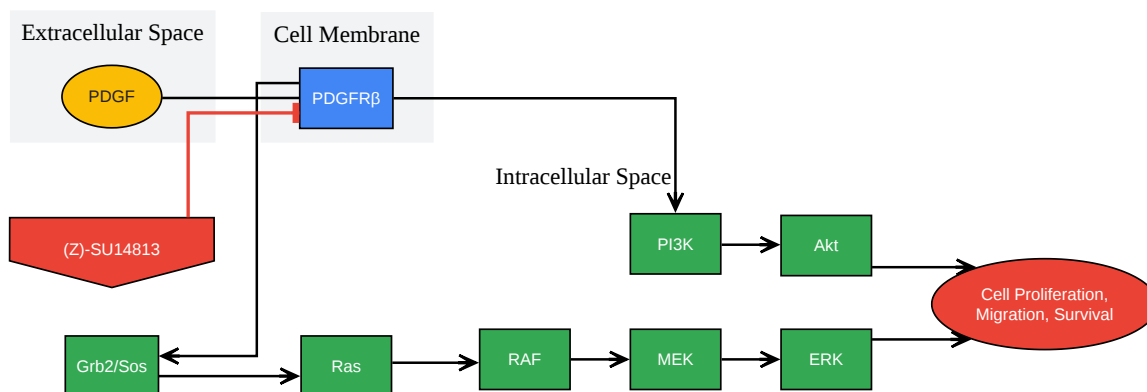 Extracellular Space
Cell Membrane
PDGF
PDGFRβ
Intracellular Space
(Z)-SU14813
PI3K
Akt
Cell Proliferation,
Migration, Survival
Grb2/Sos
Ras
RAF
MEK
ERK